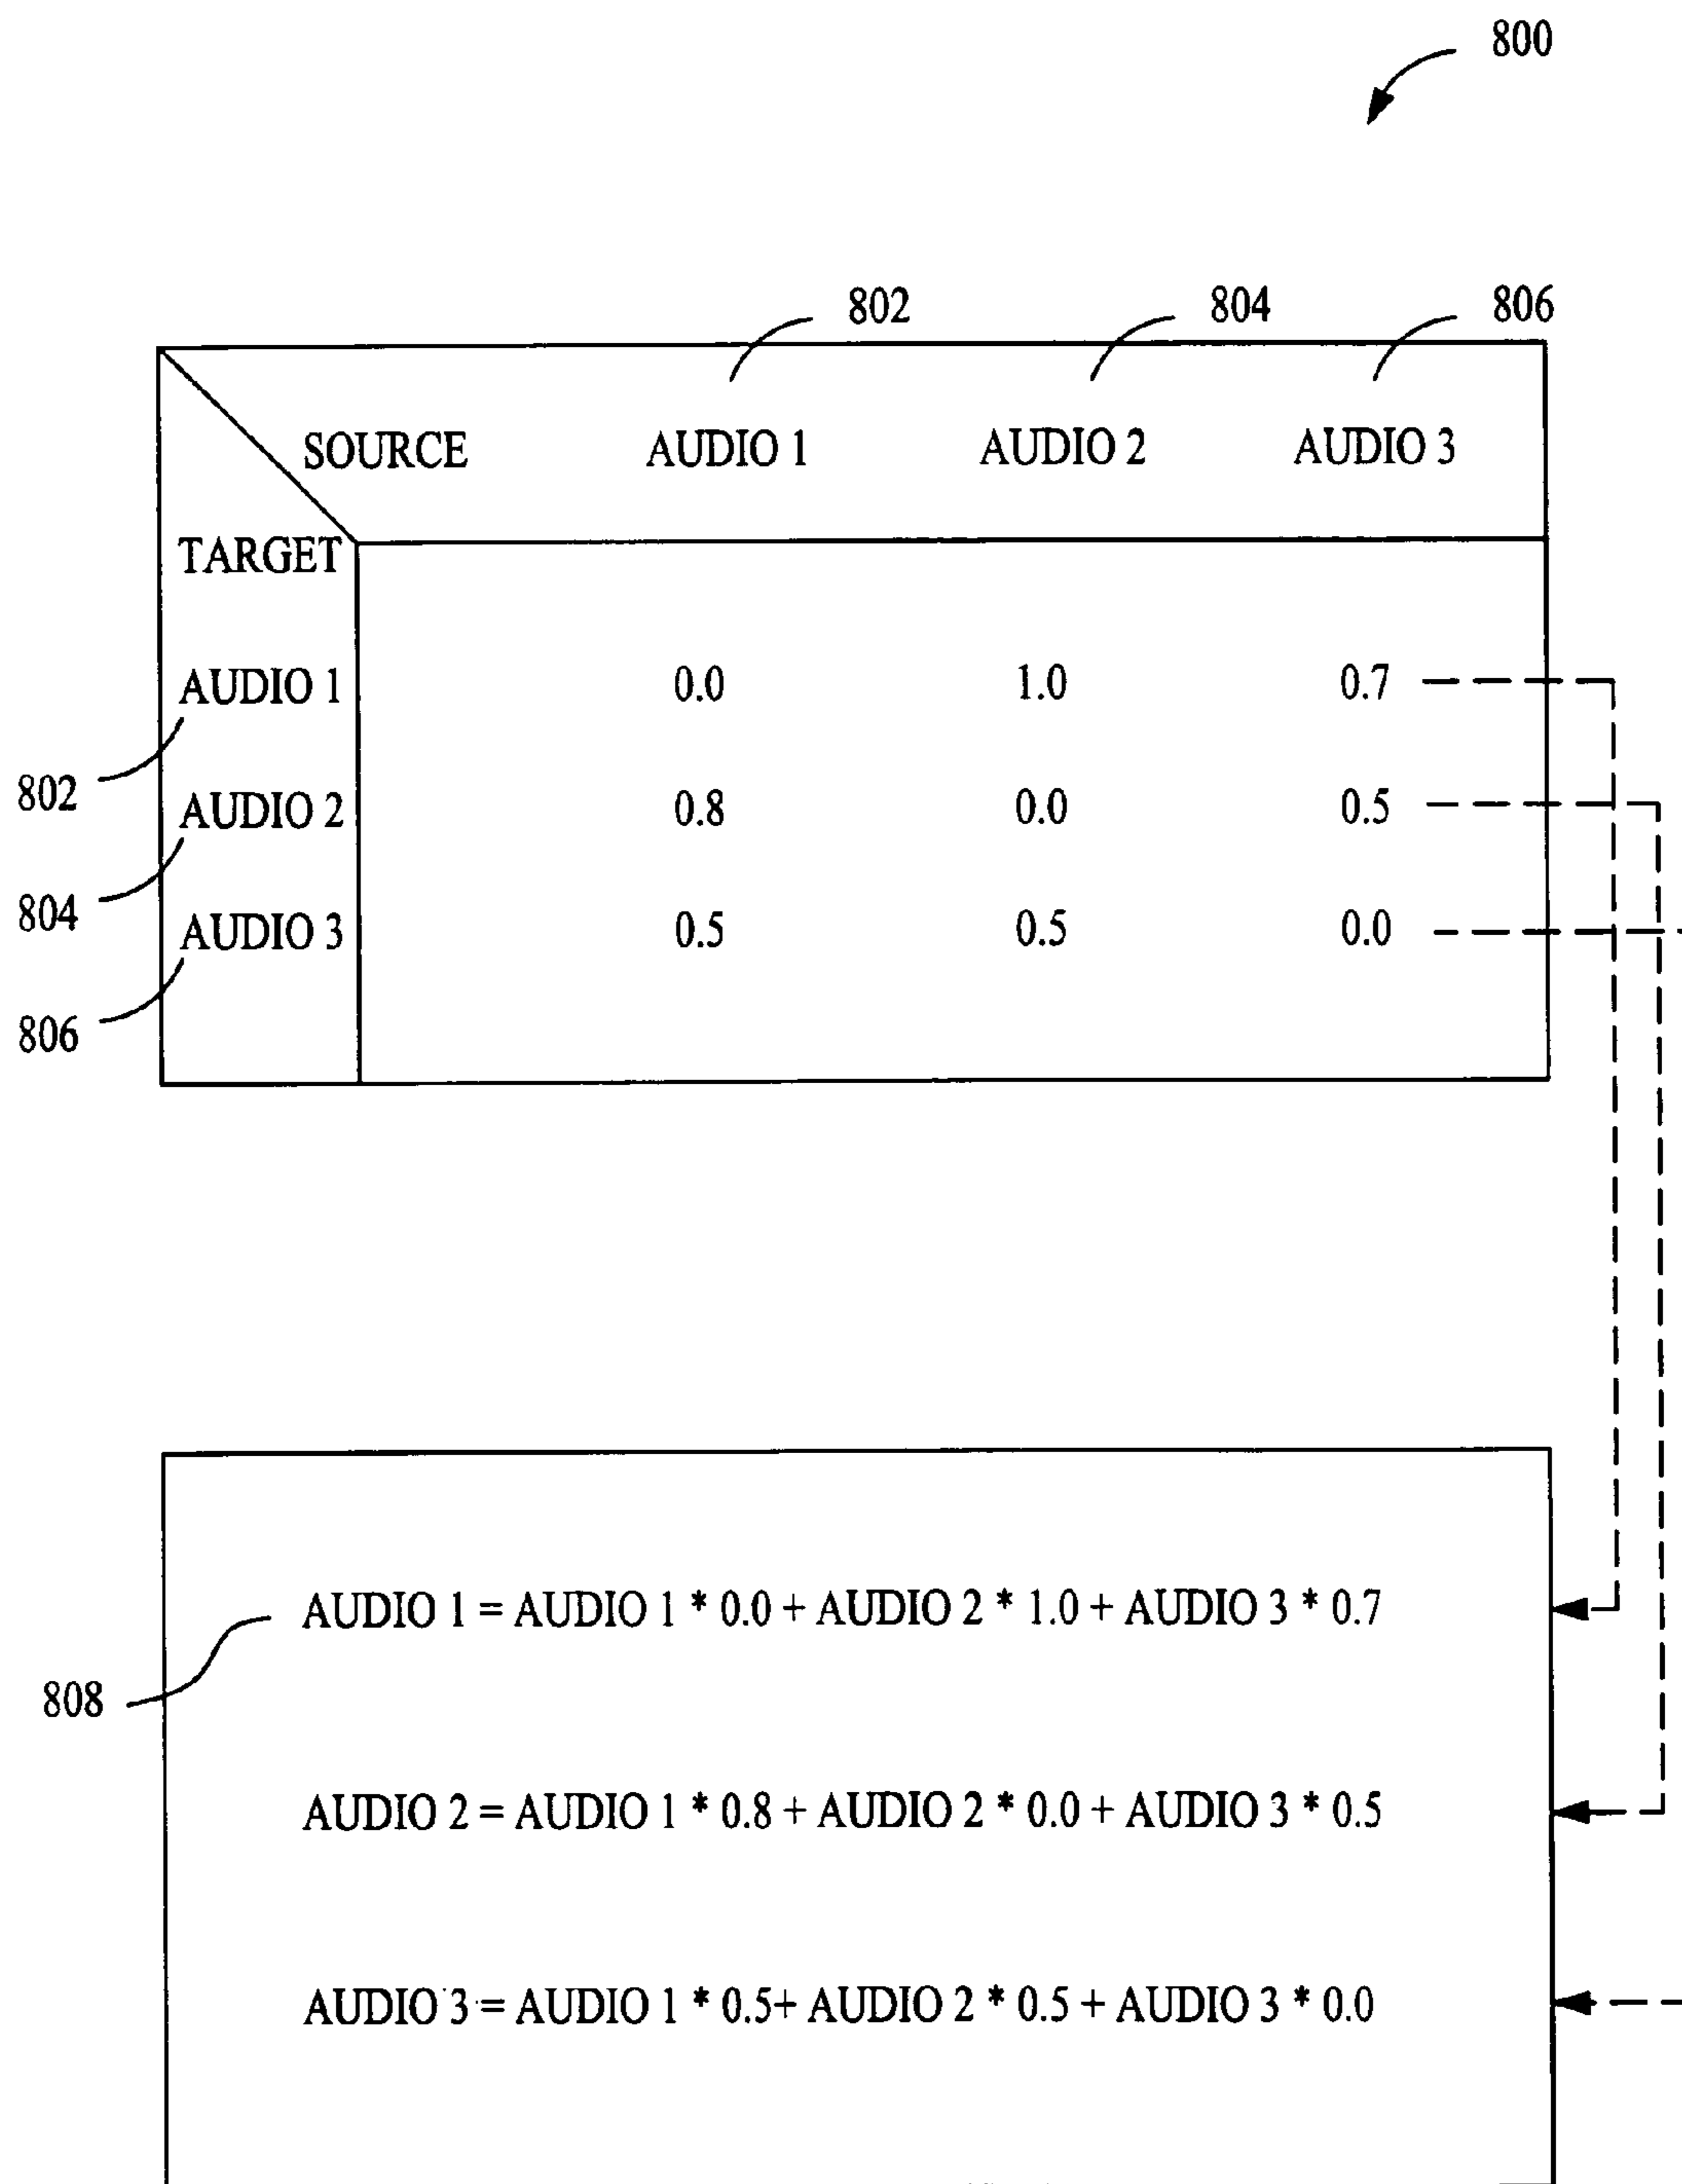 800
802 804 806
SOURCE AUDIO 1 AUDIO 2 AUDIO 3
TARGET
AUDIO 1 0.0 1.0 0.7
802
AUDIO 2 0.8 0.0 0.5
804
AUDIO 3 0.5 0.5 0.0
806
AUDIO 1 = AUDIO 1 * 0.0 + AUDIO 2 * 1.0 + AUDIO 3 * 0.7
808
AUDIO 2 = AUDIO 1 * 0.8 + AUDIO 2 * 0.0 + AUDIO 3 * 0.5
AUDIO 3 = AUDIO 1 * 0.5+ AUDIO 2 * 0.5 + AUDIO 3 * 0.0